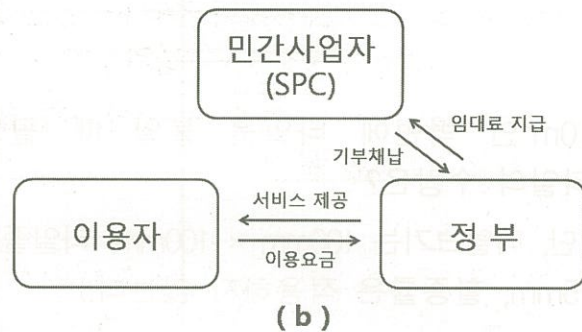 민간사업자
(SPC)
임대료 지급
기부채납
서비스 제공
이용자
정 부
이용요금
( b )